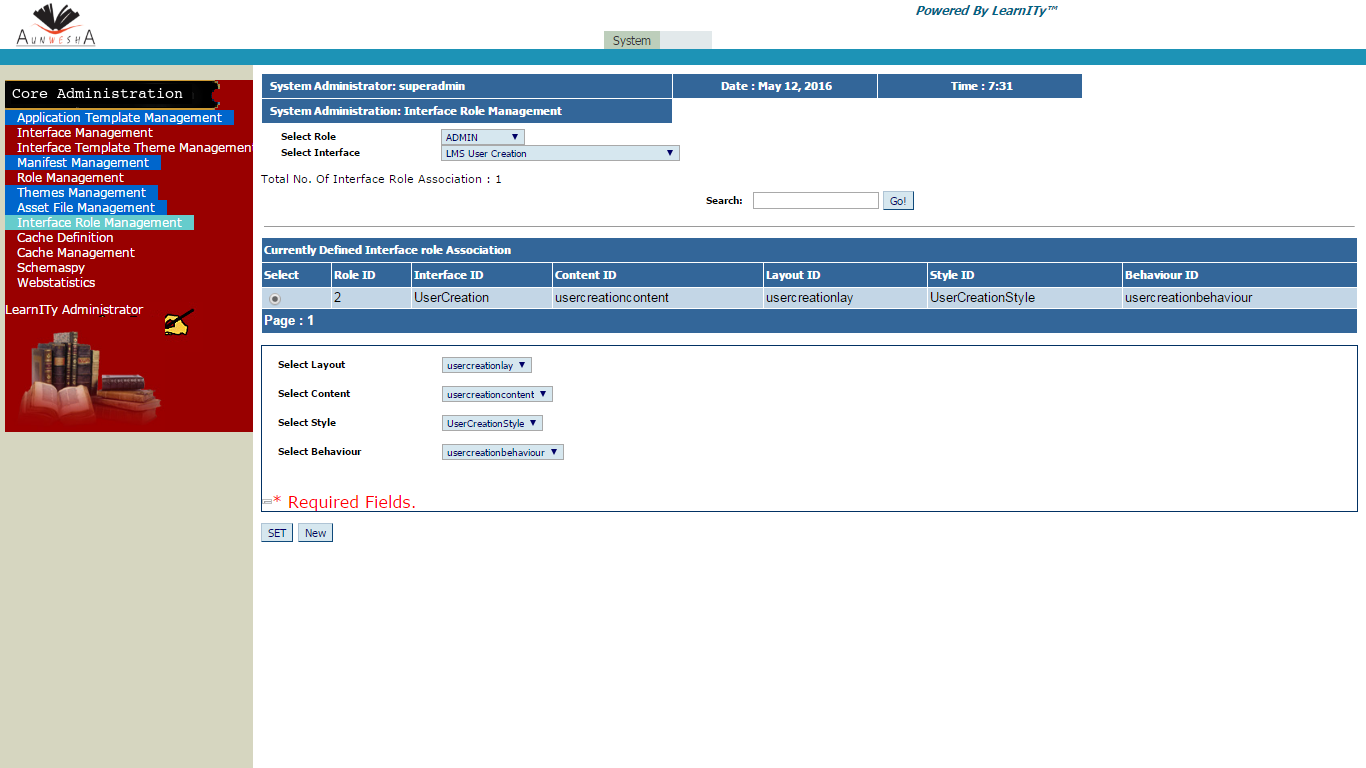 Powered By LearnITy™
AUNWESHA
System
Core Administration
Application Template Management
Interface Management
Interface Template Theme Managemen
Manifest Management
Role Management
Themes Management
Asset File Management
Interface Role Management
Cache Definition
Cache Management
Schemaspy
Webstatistics
LearnITy Administrator
System Administrator: superadmin Date : May 12, 2016 Time : 7:31
System Administration: Interface Role Management
Select Role ADMIN
Select Interface LMS User Creation
Total No. Of Interface Role Association : 1
Search: Go!
Currently Defined Interface role Association
Select Role ID Interface ID Content ID Layout ID Style ID Behaviour ID
2 UserCreation usercreationcontent usercreationlay UserCreationStyle usercreationbehaviour
Page : 1
Select Layout usercreationlay
Select Content usercreationcontent
Select Style UserCreationStyle
Select Behaviour usercreationbehaviour
* Required Fields.
SET New